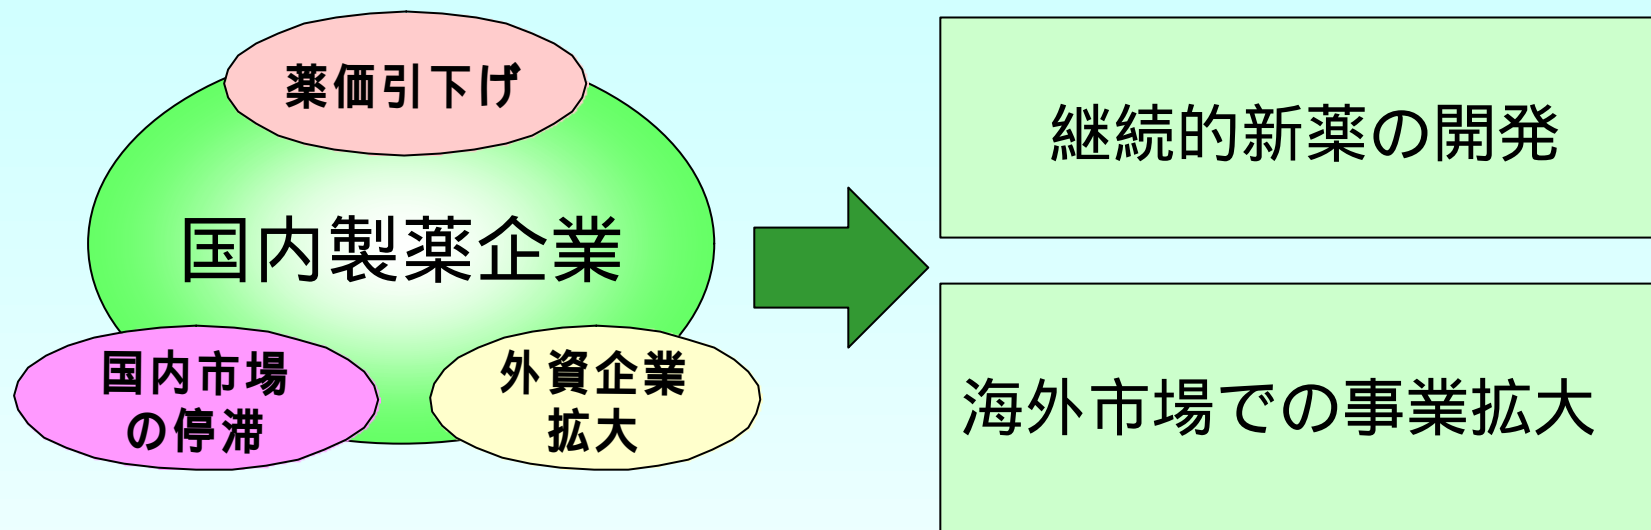 薬価引下げ
国内製薬企業
国内市場
の停滞
外資企業
拡大
継続的新薬の開発
海外市場での事業拡大